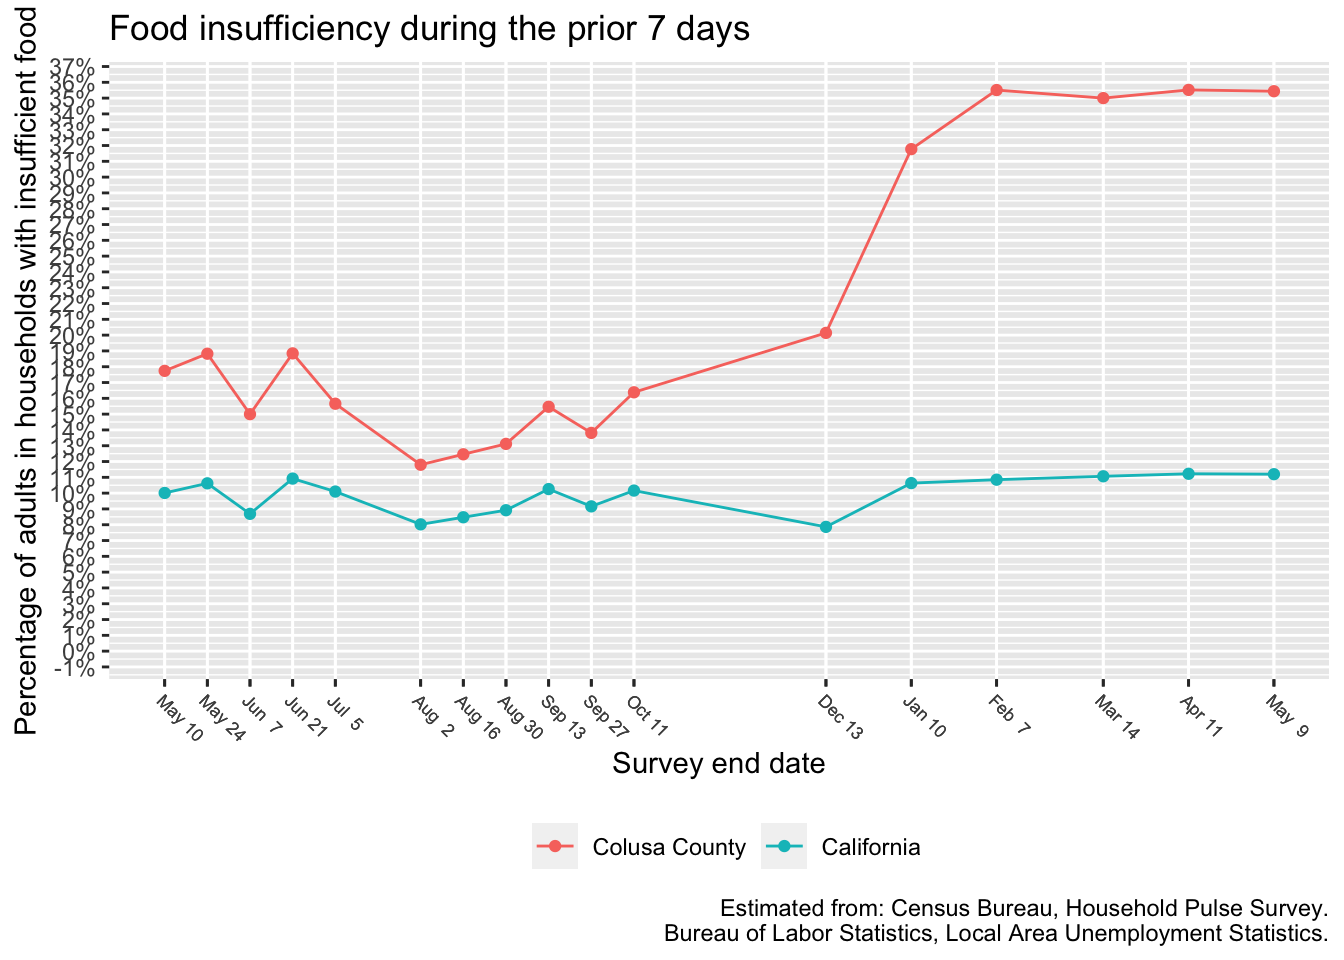 Food insufficiency during the prior 7 days
Percentage of adults in households with insufficient food
37%
36%
35%
34%
33%
32%
31%
30%
29%
28%
27%
26%
25%
24%
23%
22%
21%
20%
19%
18%
17%
16%
15%
14%
13%
12%
11%
10%
9%
8%
7%
6%
5%
4%
3%
2%
1%
0%
-1%
May 10
May 24
Jun 7
Jun 21
Jul 5
Aug 2
Aug 16
Aug 30
Sep 13
Sep 27
Oct 11
Dec 13
Jan 10
Feb 7
Mar 14
Apr 11
May 9
Survey end date
Colusa County
California
Estimated from: Census Bureau, Household Pulse Survey.
Bureau of Labor Statistics, Local Area Unemployment Statistics.